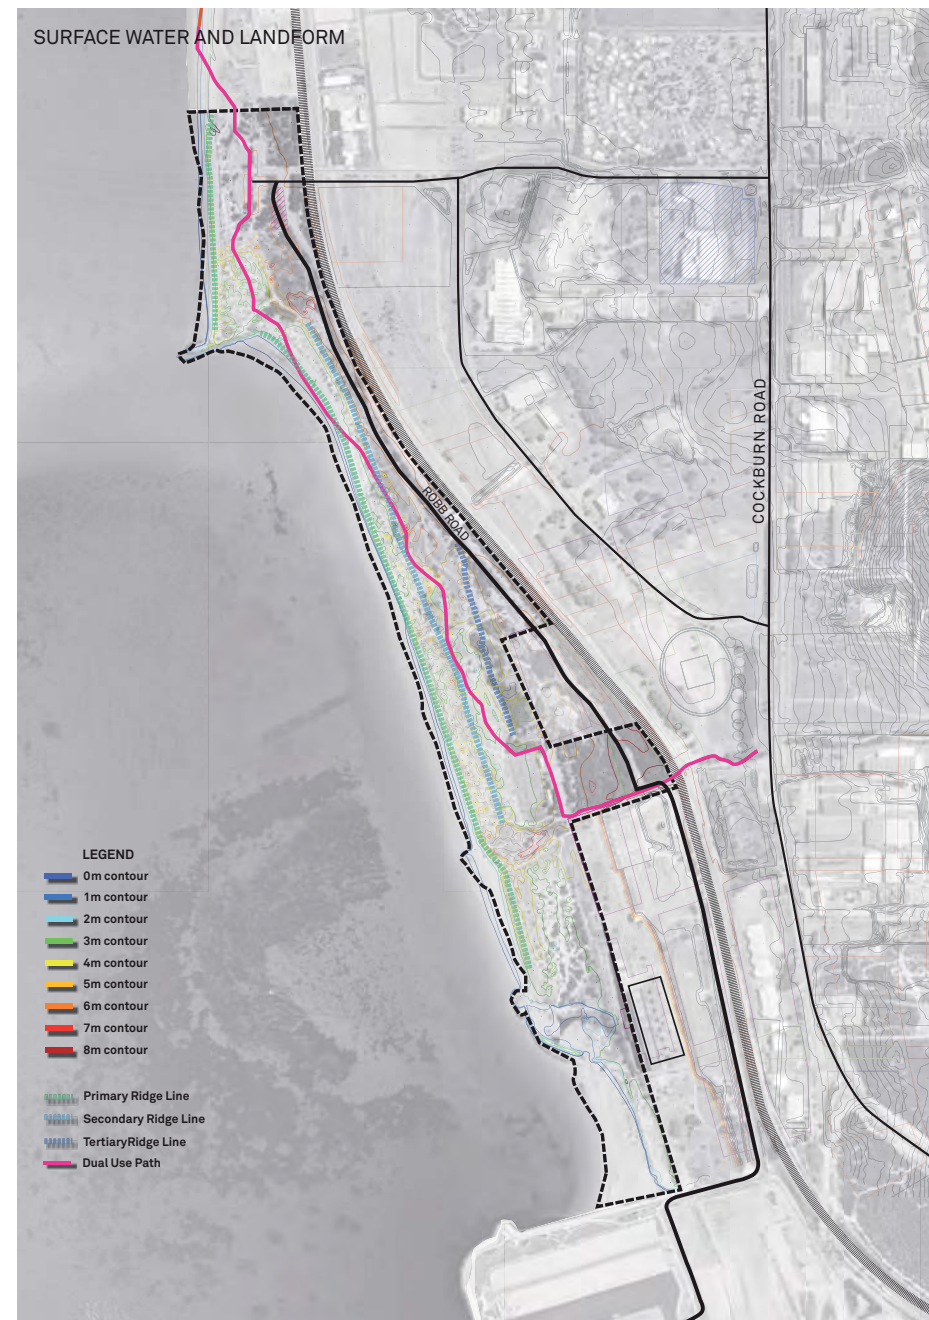 SURFACE WATER AND LANDFORM
COCKBURN ROAD
ROBB ROAD
LEGEND
0m contour
1m contour
2m contour
3m contour
4m contour
5m contour
6m contour
7m contour
8m contour
Primary Ridge Line
Secondary Ridge Line
TertiaryRidge Line
Dual Use Path